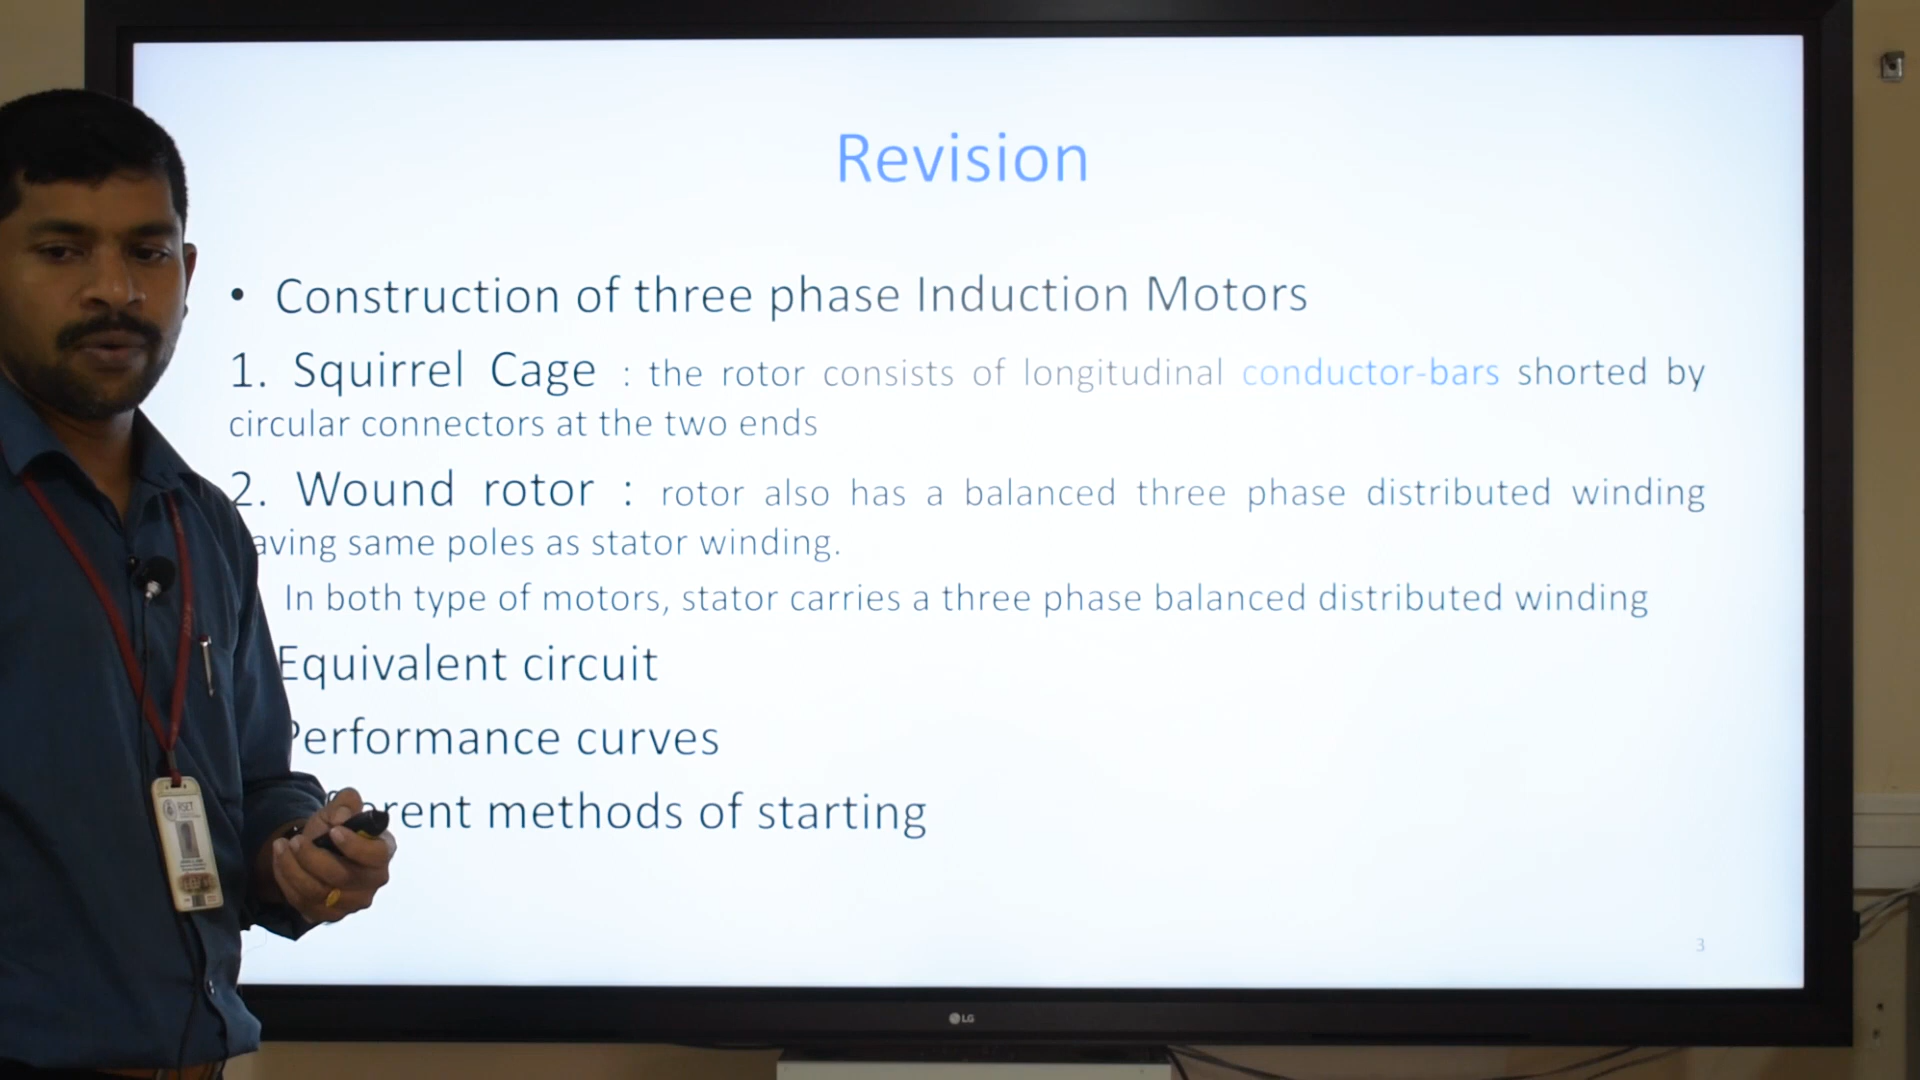 Revision
• Construction of three phase Induction Motors
1. Squirrel Cage : the rotor consists of longitudinal conductor-bars shorted by
circular connectors at the two ends
2. Wound rotor : rotor also has a balanced three phase distributed winding
aving same poles as stator winding.
In both type of motors, stator carries a three phase balanced distributed winding
Equivalent circuit
Performance curves
erent methods of starting
3
LG
RSET